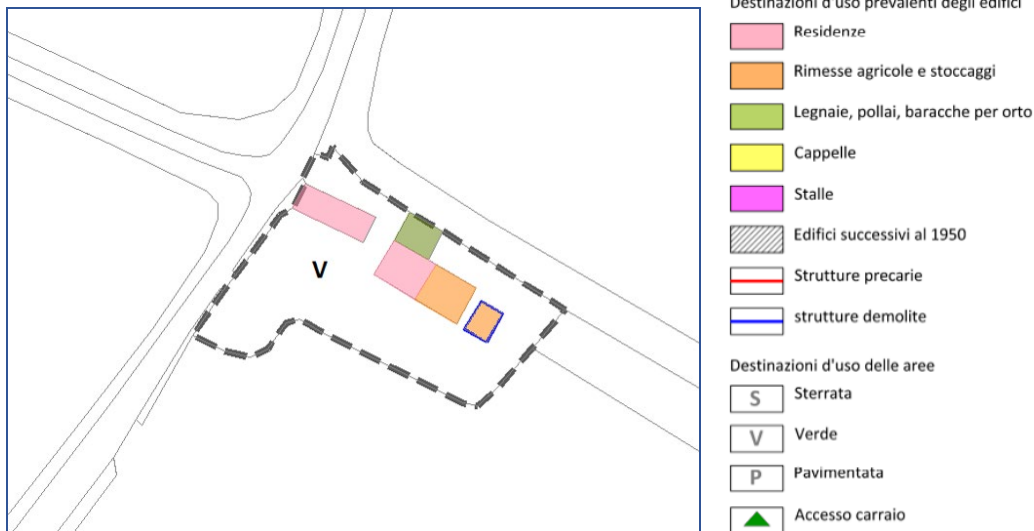 V
Destinazioni d'uso prevalenti degli edifici
Residenze
Rimesse agricole e stoccaggi
Legnaie, pollai, baracche per orto
Cappelle
Stalle
Edifici successivi al 1950
Strutture precarie
strutture demolite
Destinazioni d'uso delle aree
S Sterrata
V Verde
P Pavimentata
Accesso carraio